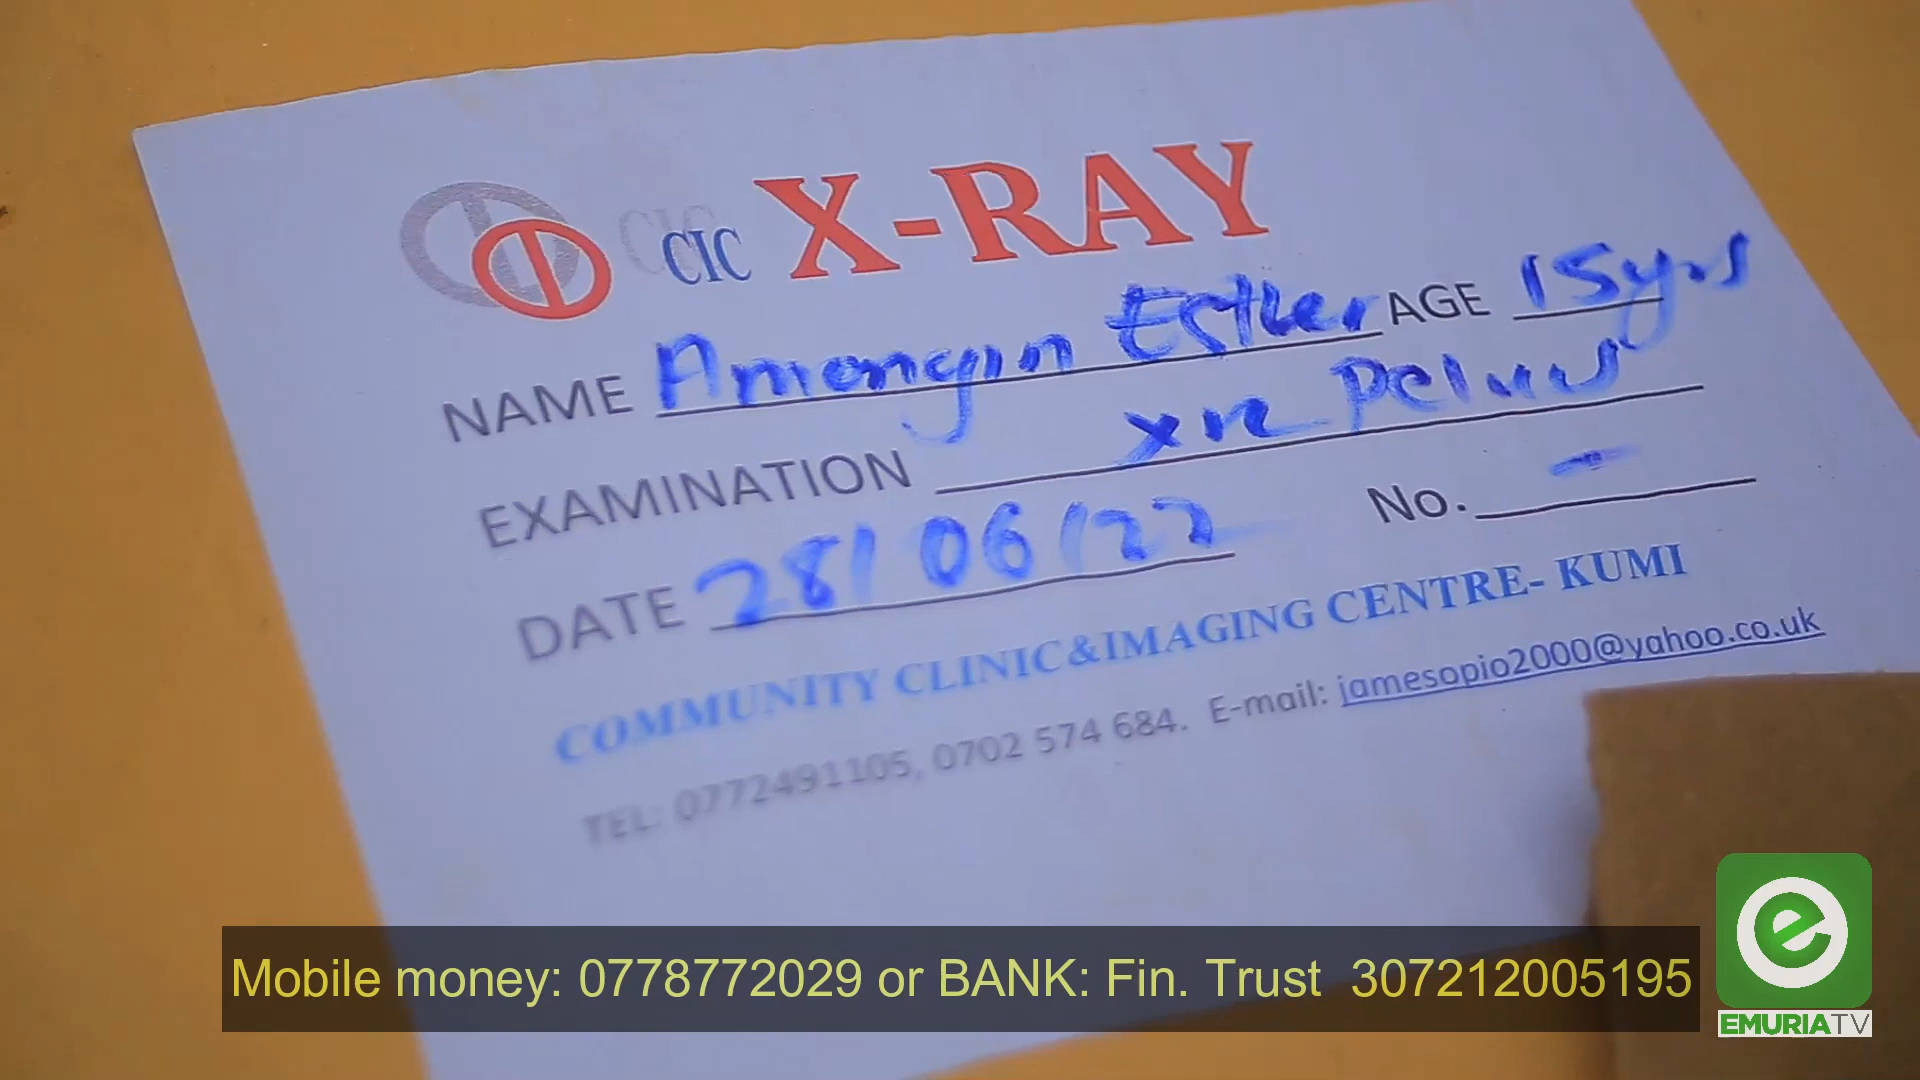 CIC X-RAY
NAME Amongin Esther AGE 15yrs
EXAMINATION XR Pelvis
DATE 28/06/22 No. -
COMMUNITY CLINIC&IMAGING CENTRE- KUMI
TEL: 0772491105, 0702 574 684. E-mail: jamesopio2000@yahoo.co.uk
Mobile money: 0778772029 or BANK: Fin. Trust 307212005195
e
EMURIATV